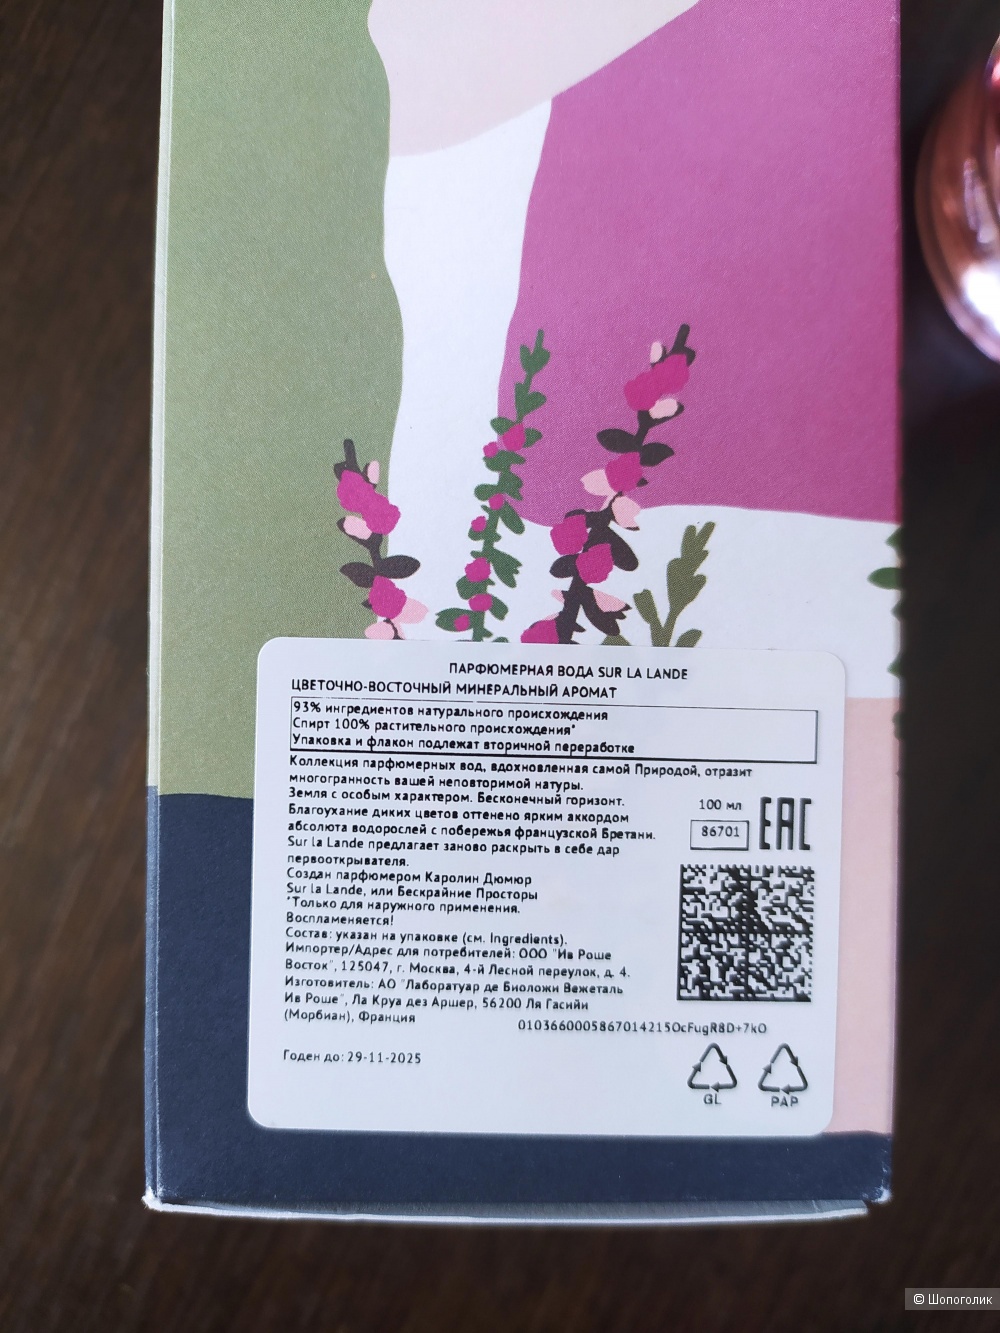 ПАРФЮМЕРНАЯ ВОДА SUR LA LANDE
ЦВЕТОЧНО-ВОСТОЧНЫЙ МИНЕРАЛЬНЫЙ АРОМАТ
93% ингредиентов натурального происхождения
Спирт 100% растительного происхождения*
Упаковка и флакон подлежат вторичной переработке
Коллекция парфюмерных вод, вдохновленная самой Природой, отразит
многогранность вашей неповторимой натуры.
Земля с особым характером. Бесконечный горизонт.
Благоухание диких цветов оттенено ярким аккордом
абсолюта водорослей с побережья французской Бретани.
Sur la Lande предлагает заново раскрыть в себе дар
первооткрывателя.
Создан парфюмером Каролин Дюмюр
Sur la Lande, или Бескрайние Просторы
*Только для наружного применения.
Воспламеняется!
Состав: указан на упаковке (см. Ingredients).
Импортер/Адрес для потребителей: ООО "Ив Роше
Восток", 125047, г. Москва, 4-й Лесной переулок, д. 4.
Изготовитель: АО "Лаборатуар де Биоложи Вежеталь
Ив Роше", Ла Круа дез Аршер, 56200 Ля Гасийи
(Морбиан), Франция
100 мл
86701
EAC
0103660005867014215OcFugR8D+7kO
Годен до: 29-11-2025
GL
PAP
© Шопоголик